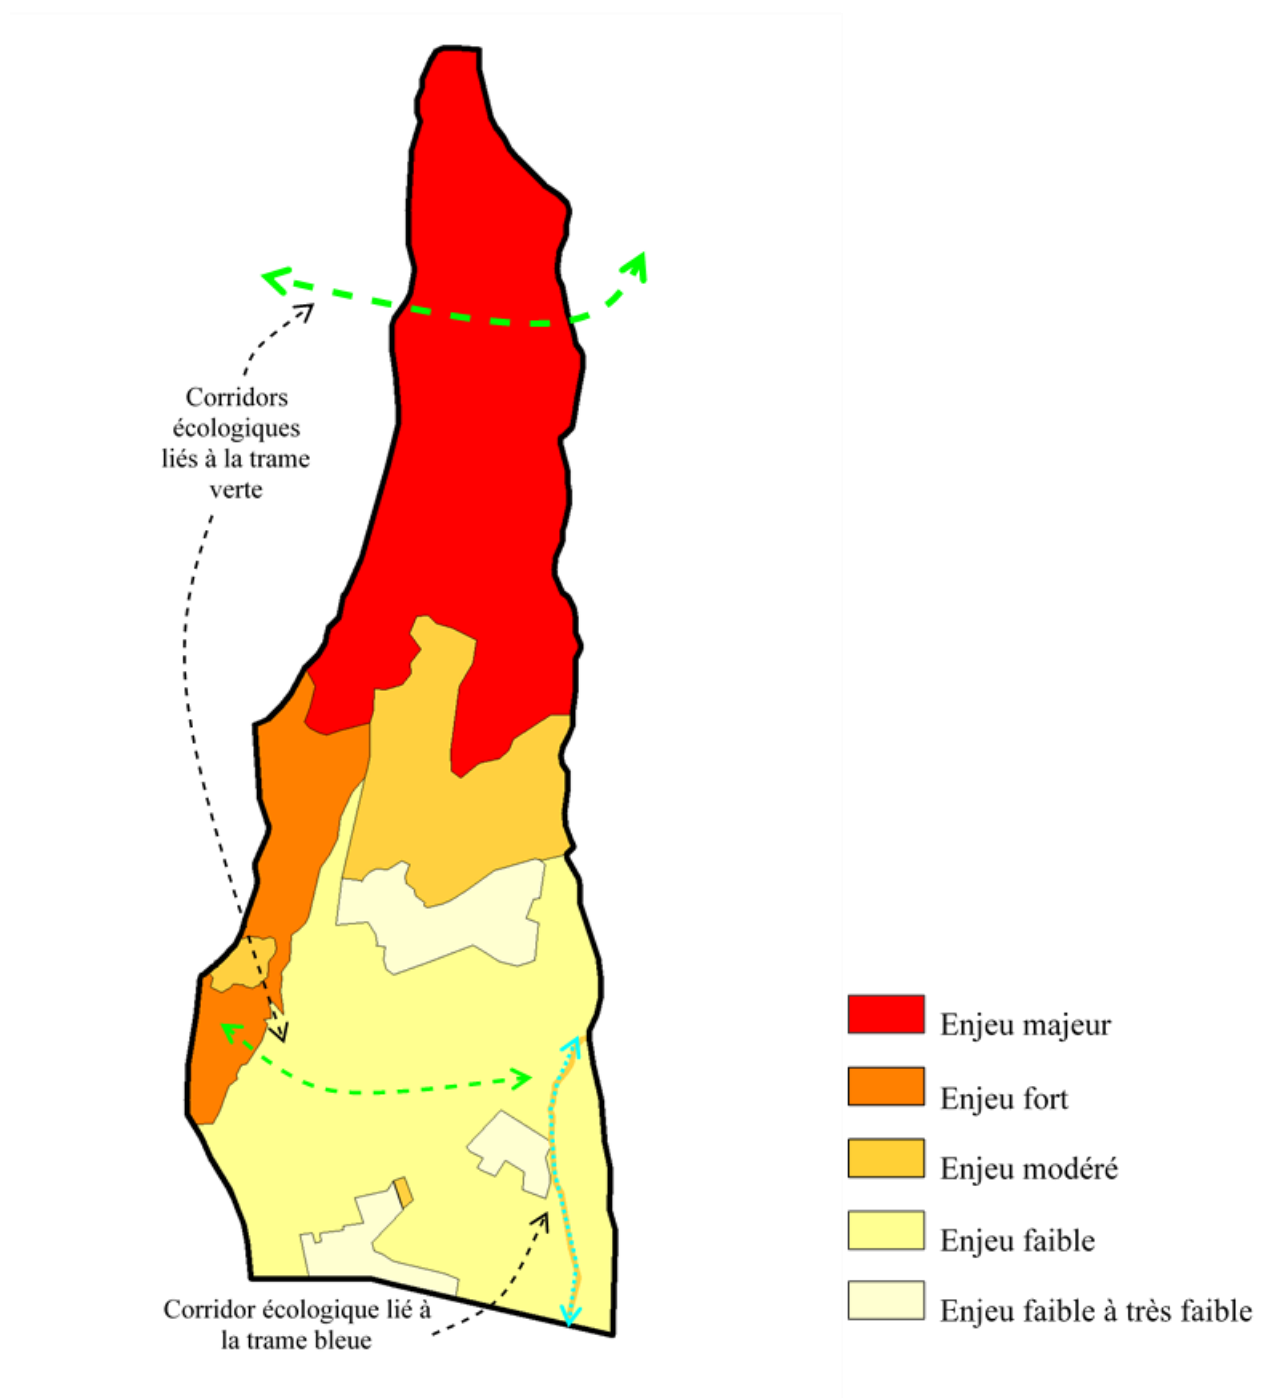 Corridors
écologiques
liés à la trame
verte
Enjeu majeur
Enjeu fort
Enjeu modéré
Enjeu faible
Enjeu faible à très faible
Corridor écologique lié à
la trame bleue